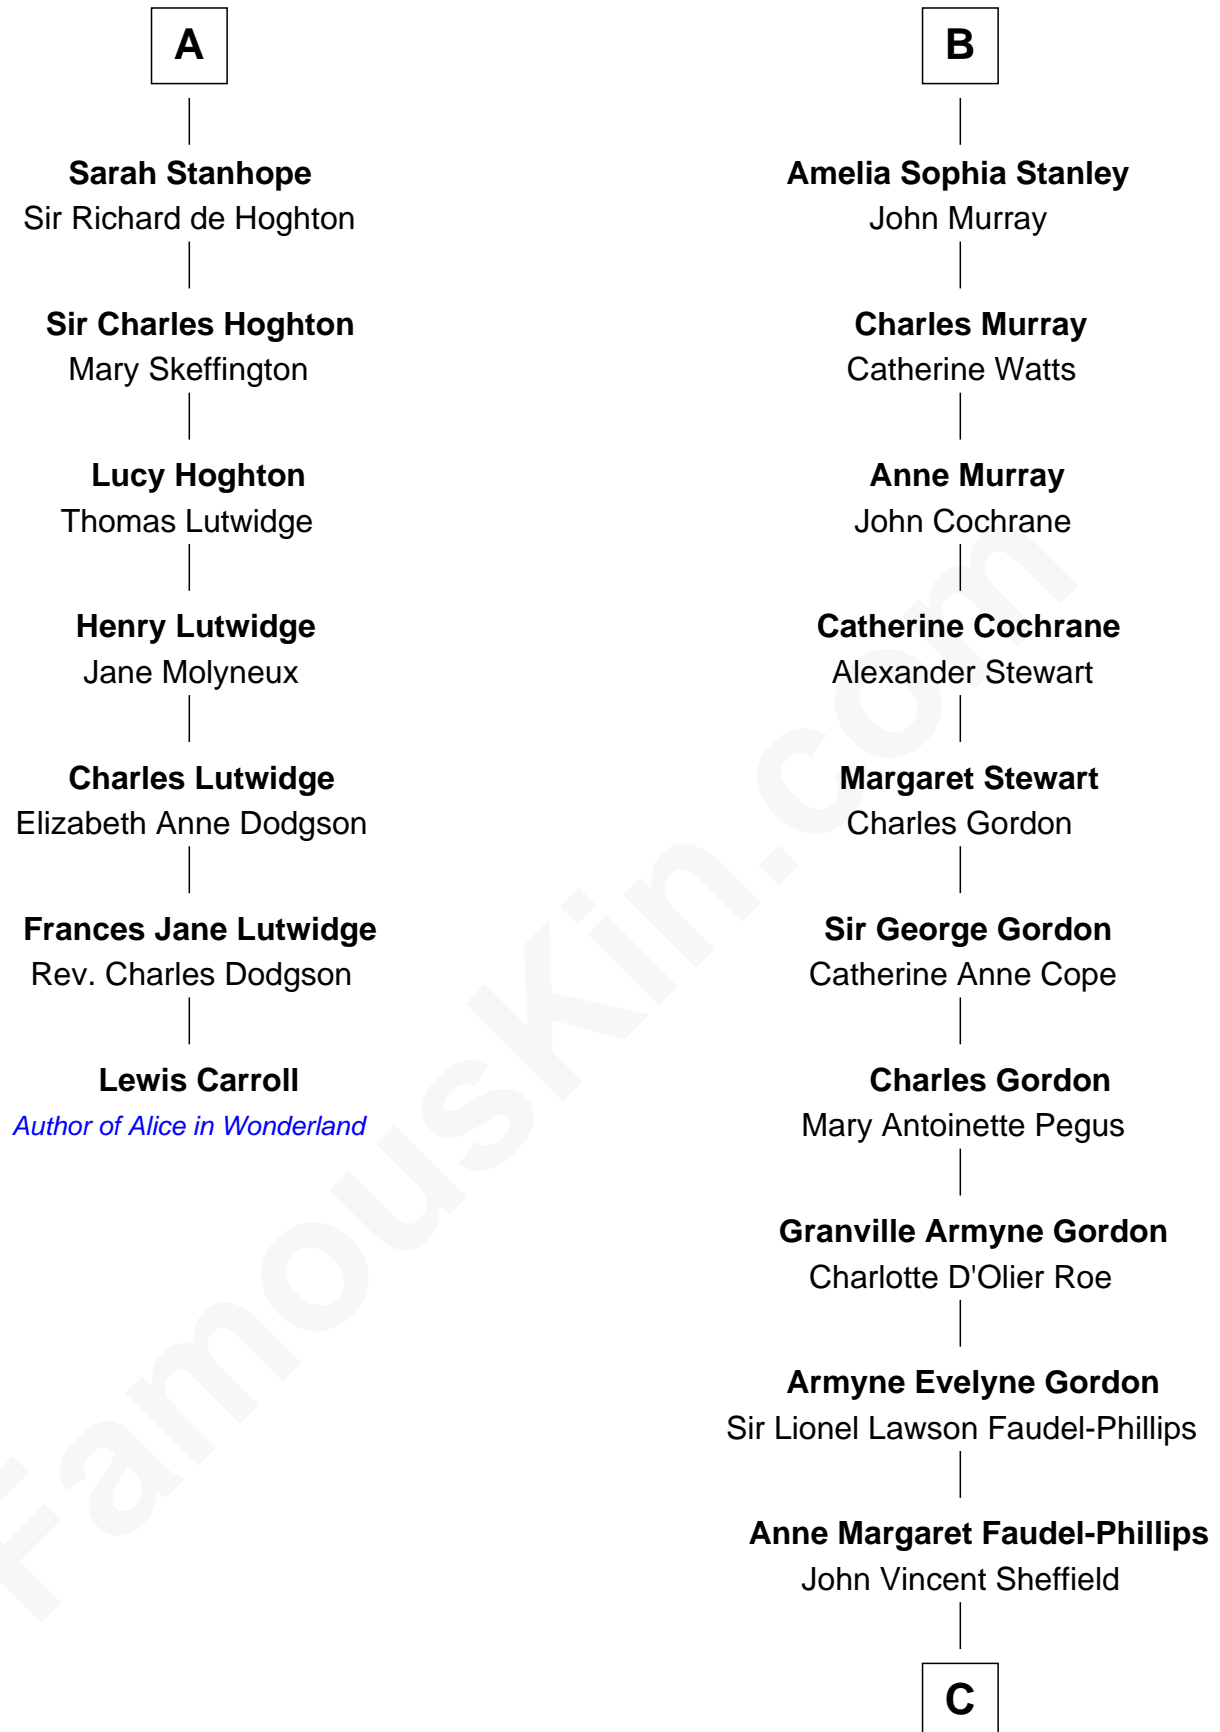 A
Sarah Stanhope
Sir Richard de Hoghton
Sir Charles Hoghton
Mary Skeffington
Lucy Hoghton
Thomas Lutwidge
Henry Lutwidge
Jane Molyneux
Charles Lutwidge
Elizabeth Anne Dodgson
Frances Jane Lutwidge
Rev. Charles Dodgson
Lewis Carroll
Author of Alice in Wonderland
B
Amelia Sophia Stanley
John Murray
Charles Murray
Catherine Watts
Anne Murray
John Cochrane
Catherine Cochrane
Alexander Stewart
Margaret Stewart
Charles Gordon
Sir George Gordon
Catherine Anne Cope
Charles Gordon
Mary Antoinette Pegus
Granville Armyne Gordon
Charlotte D'Olier Roe
Armyne Evelyne Gordon
Sir Lionel Lawson Faudel-Phillips
Anne Margaret Faudel-Phillips
John Vincent Sheffield
C
FamousKin.com